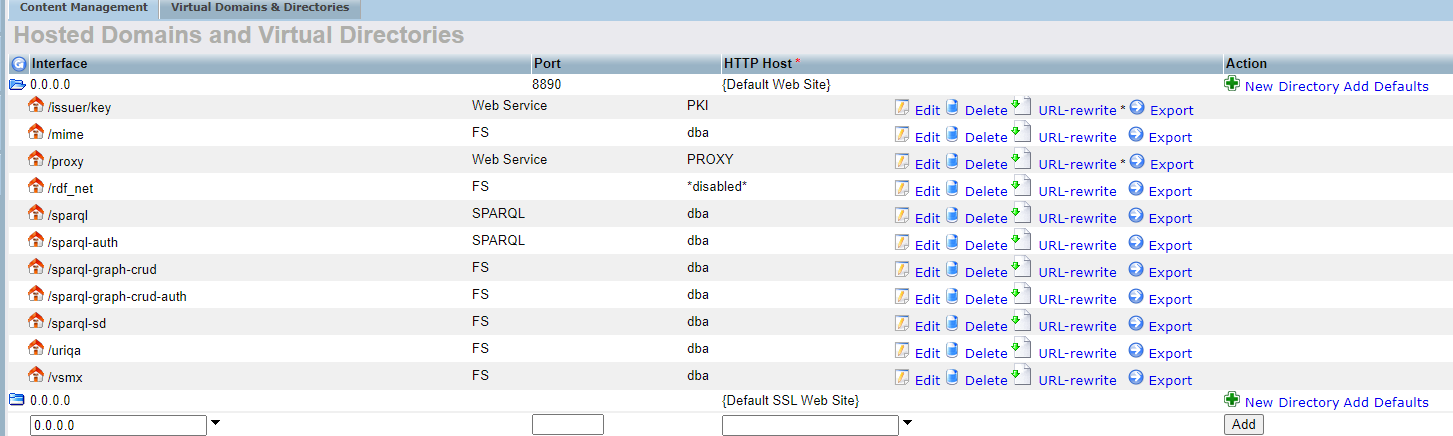 Content Management Virtual Domains & Directories
Hosted Domains and Virtual Directories
Interface Port HTTP Host * Action
0.0.0.0 8890 {Default Web Site} New Directory Add Defaults
/issuer/key Web Service PKI Edit Delete URL-rewrite * Export
/mime FS dba Edit Delete URL-rewrite Export
/proxy Web Service PROXY Edit Delete URL-rewrite * Export
/rdf_net FS *disabled* Edit Delete URL-rewrite Export
/sparql SPARQL dba Edit Delete URL-rewrite Export
/sparql-auth SPARQL dba Edit Delete URL-rewrite Export
/sparql-graph-crud FS dba Edit Delete URL-rewrite Export
/sparql-graph-crud-auth FS dba Edit Delete URL-rewrite Export
/sparql-sd FS dba Edit Delete URL-rewrite Export
/uriqa FS dba Edit Delete URL-rewrite Export
/vsmx FS dba Edit Delete URL-rewrite Export
0.0.0.0 {Default SSL Web Site} New Directory Add Defaults
0.0.0.0 Add